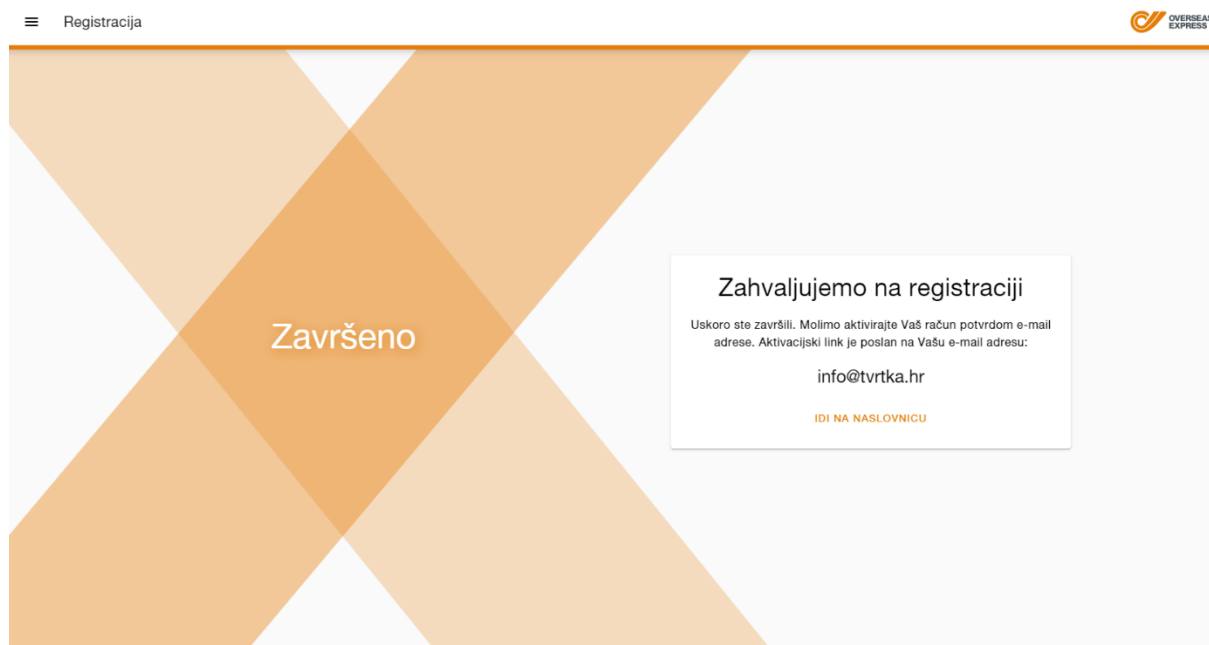 Registracija
OVERSEAS
EXPRESS
Završeno
Zahvaljujemo na registraciji
Uskoro ste završili. Molimo aktivirajte Vaš račun potvrdom e-mail
adrese. Aktivacijski link je poslan na Vašu e-mail adresu:
info@tvrtka.hr
IDI NA NASLOVNICU